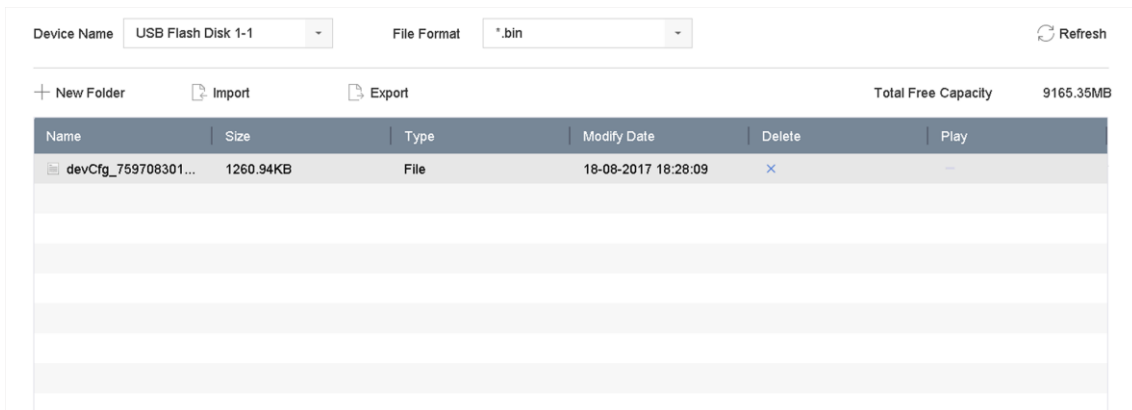 Device Name USB Flash Disk 1-1 File Format *.bin Refresh
New Folder Import Export Total Free Capacity 9165.35MB
Name Size Type Modify Date Delete Play
devCfg_759708301... 1260.94KB File 18-08-2017 18:28:09